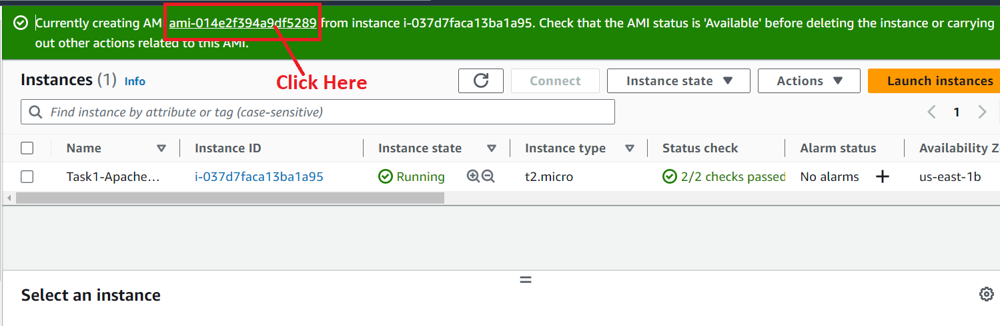 Currently creating AMI ami-014e2f394a9df5289 from instance i-037d7faca13ba1a95. Check that the AMI status is 'Available' before deleting the instance or carrying
out other actions related to this AMI.
Click Here
Instances (1) Info
Connect
Instance state
Actions
Launch instances
Find instance by attribute or tag (case-sensitive)
1
Name Instance ID Instance state Instance type Status check Alarm status Availability Z
Task1-Apache... i-037d7faca13ba1a95 Running t2.micro 2/2 checks passed No alarms us-east-1b
Select an instance